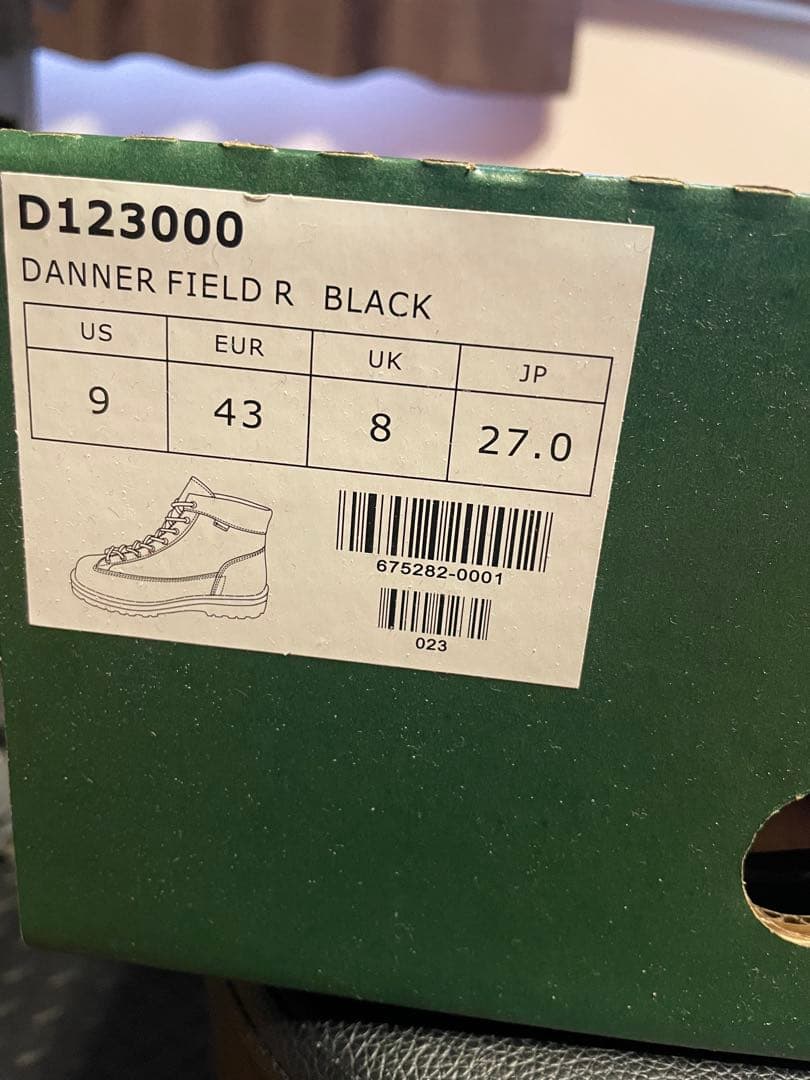 D123000
DANNER FIELD R BLACK
US EUR UK JP
9 43 8 27.0
675282-0001
023